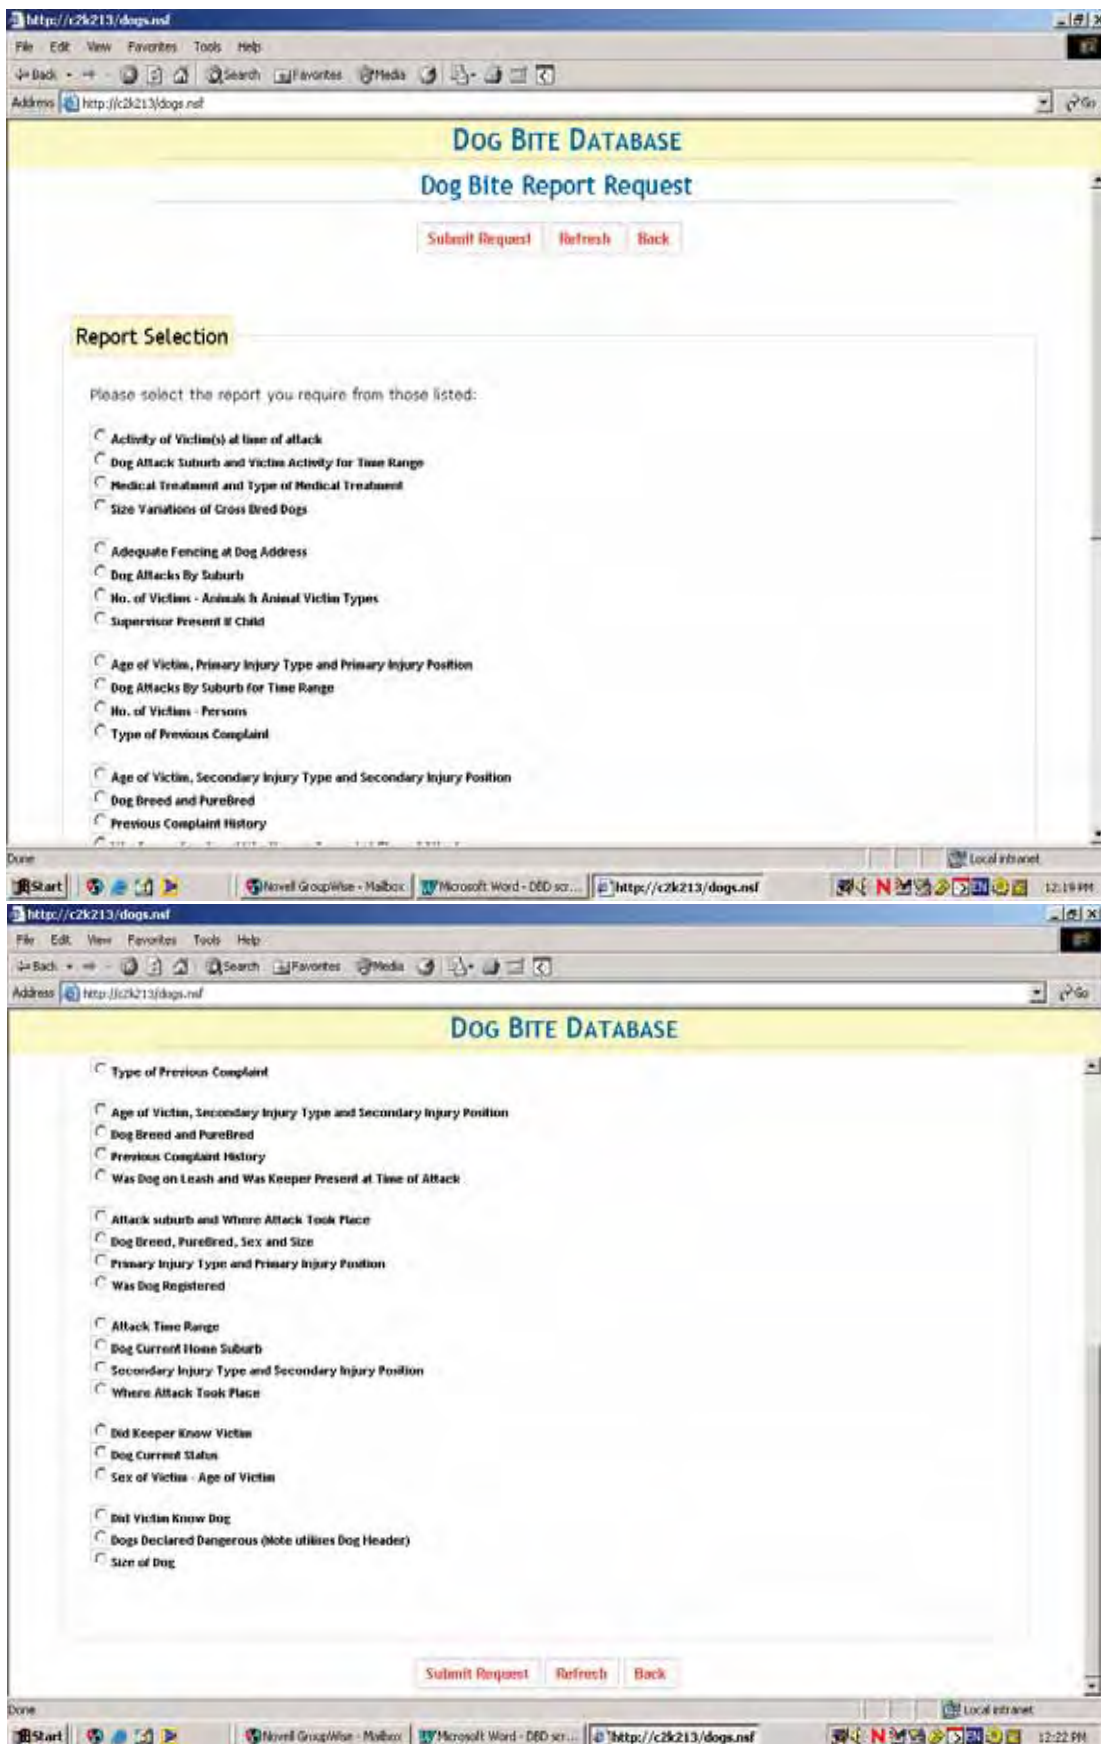 http://c2k213/dogs.nsf
File Edit View Favorites Tools Help
Back Search Favorites Media
Address http://c2k213/dogs.nsf Go
DOG BITE DATABASE
Dog Bite Report Request
Submit Request Refresh Back
Report Selection
Please select the report you require from those listed:
Activity of Victim(s) at time of attack
Dog Attack Suburb and Victim Activity for Time Range
Medical Treatment and Type of Medical Treatment
Size Variations of Cross Bred Dogs
Adequate Fencing at Dog Address
Dog Attacks By Suburb
No. of Victims - Animals & Animal Victim Types
Supervisor Present if Child
Age of Victim, Primary Injury Type and Primary Injury Position
Dog Attacks By Suburb for Time Range
No. of Victims - Persons
Type of Previous Complaint
Age of Victim, Secondary Injury Type and Secondary Injury Position
Dog Breed and PureBred
Previous Complaint History
Done Local intranet
Start Novell GroupWise - Mailbox Microsoft Word - DBD scr... http://c2k213/dogs.nsf 12:19 PM
http://c2k213/dogs.nsf
File Edit View Favorites Tools Help
Back Search Favorites Media
Address http://c2k213/dogs.nsf Go
DOG BITE DATABASE
Type of Previous Complaint
Age of Victim, Secondary Injury Type and Secondary Injury Position
Dog Breed and PureBred
Previous Complaint History
Was Dog on Leash and Was Keeper Present at Time of Attack
Attack suburb and Where Attack Took Place
Dog Breed, PureBred, Sex and Size
Primary Injury Type and Primary Injury Position
Was Dog Registered
Attack Time Range
Dog Current Home Suburb
Secondary Injury Type and Secondary Injury Position
Where Attack Took Place
Did Keeper Know Victim
Dog Current Status
Sex of Victim - Age of Victim
Did Victim Know Dog
Dogs Declared Dangerous (Note utilises Dog Header)
Size of Dog
Submit Request Refresh Back
Done Local intranet
Start Novell GroupWise - Mailbox Microsoft Word - DBD scr... http://c2k213/dogs.nsf 12:22 PM